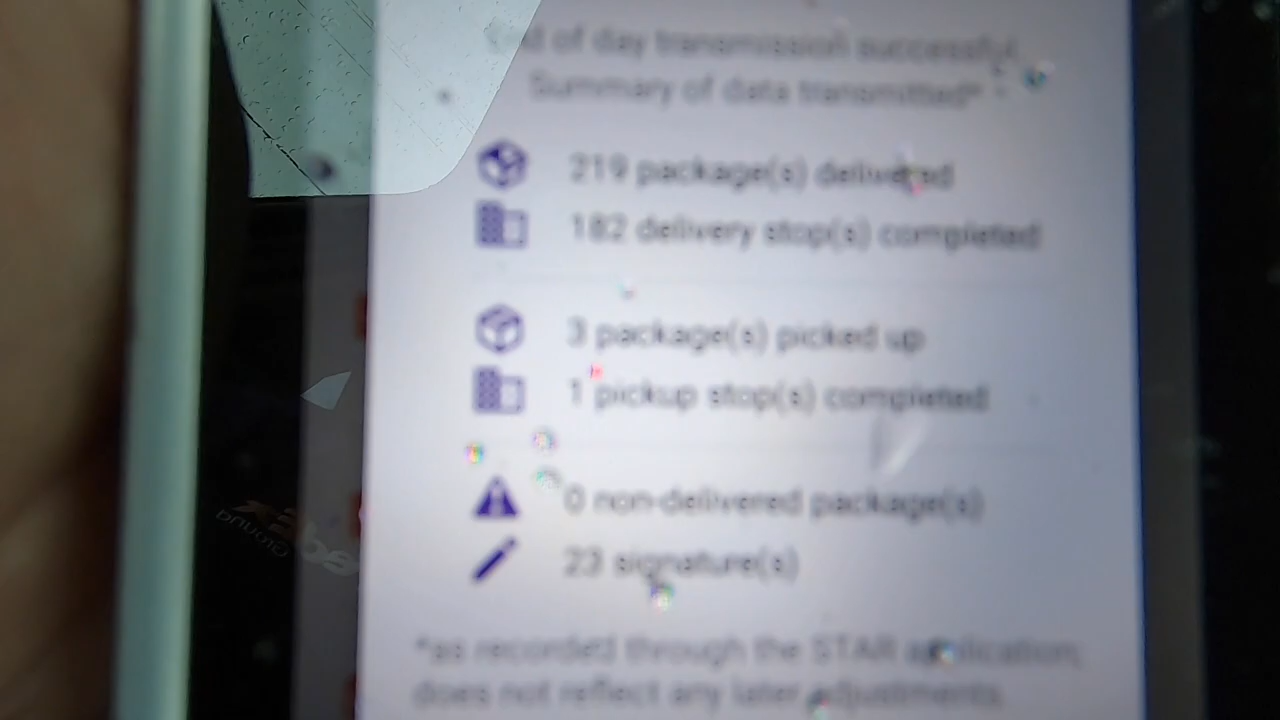 End of day transmission successful.
Summary of data transmitted*
219 package(s) delivered
182 delivery stop(s) completed
3 package(s) picked up
1 pickup stop(s) completed
0 non-delivered package(s)
23 signature(s)
*as recorded through the STAR application;
does not reflect any later adjustments.
FedEx
Ground